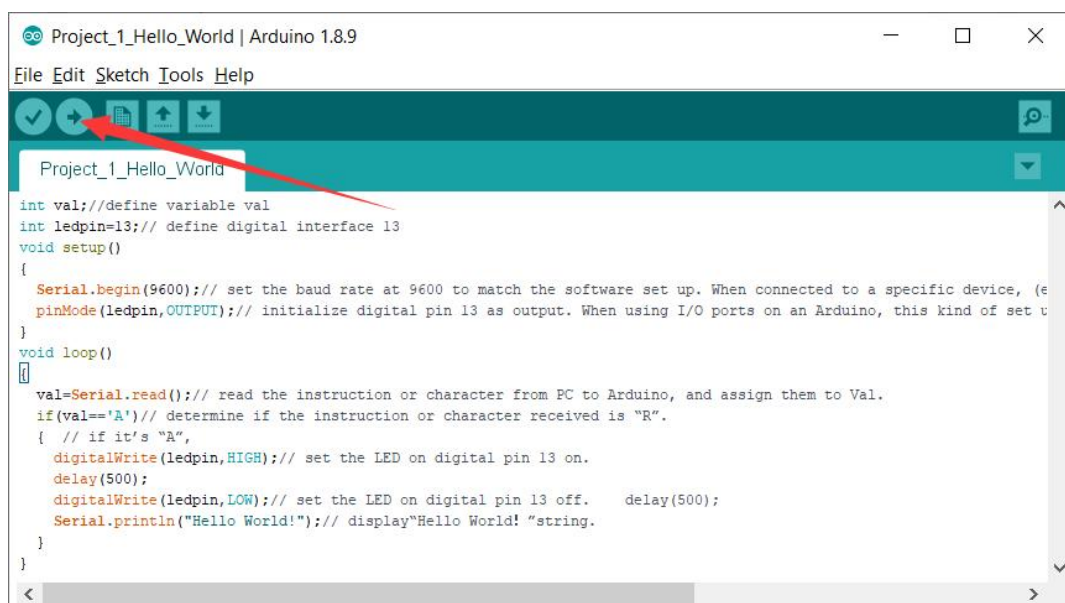 Project_1_Hello_World | Arduino 1.8.9
File Edit Sketch Tools Help
Project_1_Hello_World
int val;//define variable val
int ledpin=13;// define digital interface 13
void setup()
{
  Serial.begin(9600);// set the baud rate at 9600 to match the software set up. When connected to a specific device, (e
  pinMode(ledpin,OUTPUT);// initialize digital pin 13 as output. When using I/O ports on an Arduino, this kind of set u
}
void loop()
{
  val=Serial.read();// read the instruction or character from PC to Arduino, and assign them to Val.
  if(val=='A')// determine if the instruction or character received is “R”.
  {  // if it’s “A”,
    digitalWrite(ledpin,HIGH);// set the LED on digital pin 13 on.
    delay(500);
    digitalWrite(ledpin,LOW);// set the LED on digital pin 13 off.    delay(500);
    Serial.println("Hello World!");// display“Hello World! ”string.
  }
}